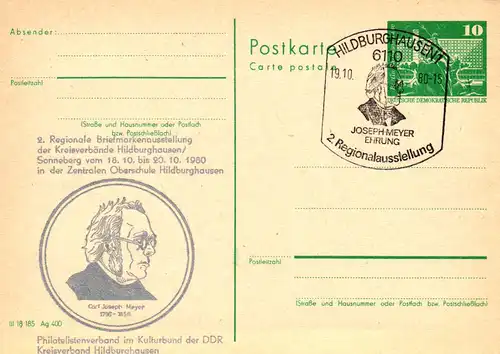 Absender:
Postleitzahl
(Straße und Hausnummer oder Postfach
bzw. Postschließfach)
2. Regionale Briefmarkenausstellung
der Kreisverbände Hildburghausen/
Sonneberg vom 18. 10. bis 20. 10. 1980
in der Zentralen Oberschule Hildburghausen
Carl Joseph Meyer
1796 - 1856
III 18 185 Ag 400
Philatelistenverband im Kulturbund der DDR
Kreisverband Hildburghausen
Postkarte
Carte postale
HILDBURGHAUSEN 1
6110
19.10. 80-15
JOSEPH-MEYER
EHRUNG
2. Regionalausstellung
10
DEUTSCHE DEMOKRATISCHE REPUBLIK
Postleitzahl
(Straße und Hausnummer oder Postfach bzw. Postschließfach)